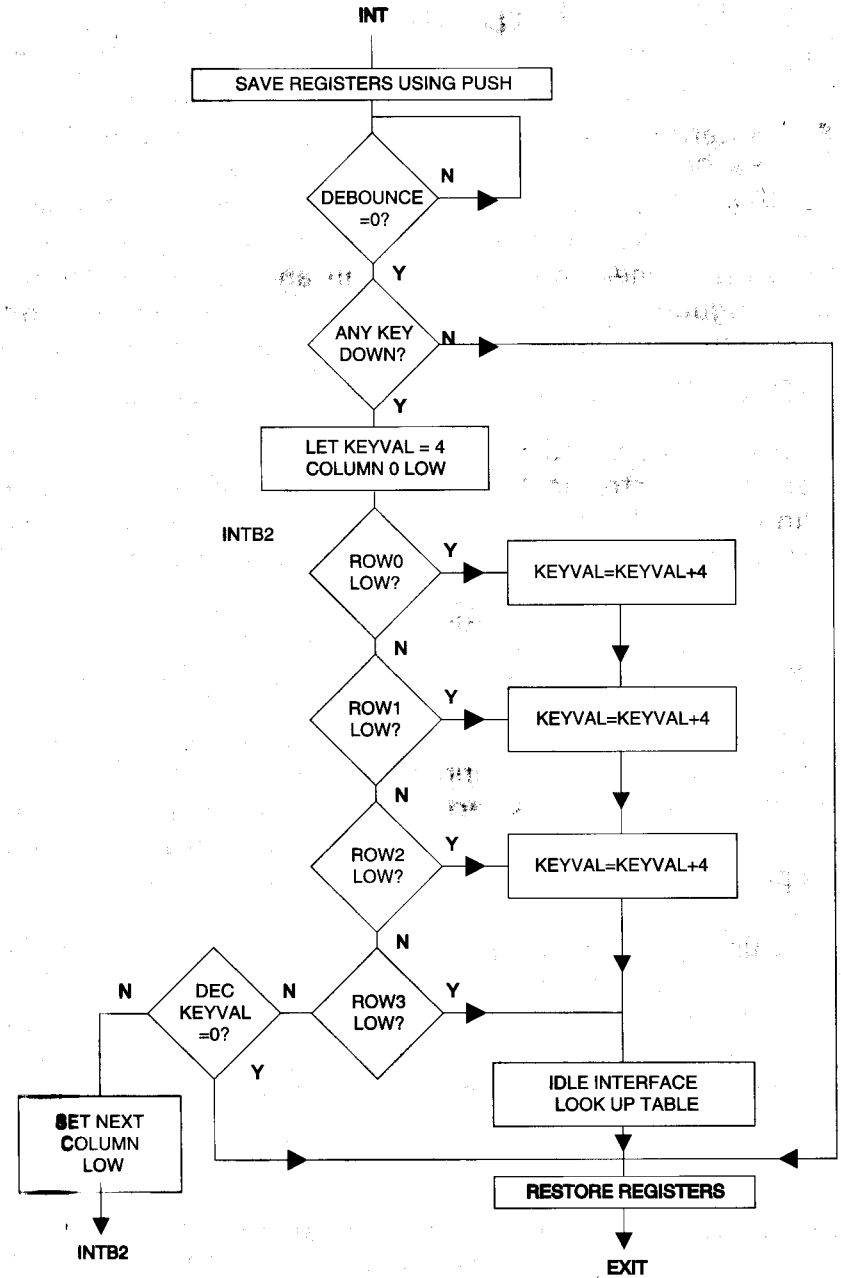 INT
SAVE REGISTERS USING PUSH
DEBOUNCE
=0?
N
Y
ANY KEY
DOWN?
N
Y
LET KEYVAL = 4
COLUMN 0 LOW
INTB2
ROW0
LOW?
Y
KEYVAL=KEYVAL+4
N
ROW1
LOW?
Y
KEYVAL=KEYVAL+4
N
ROW2
LOW?
Y
KEYVAL=KEYVAL+4
N
ROW3
LOW?
Y
N
DEC
KEYVAL
=0?
N
Y
SET NEXT
COLUMN
LOW
INTB2
IDLE INTERFACE
LOOK UP TABLE
RESTORE REGISTERS
EXIT